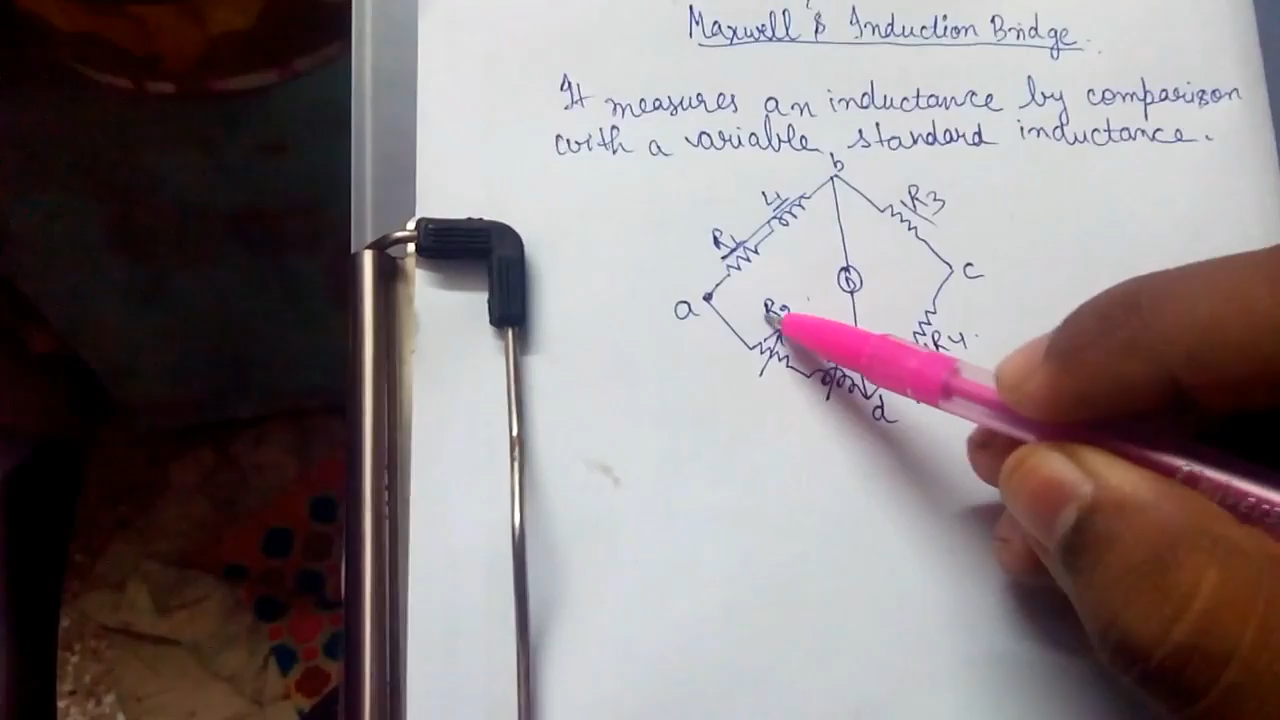 Maxwell's Induction Bridge.
It measures an inductance by comparison
with a variable standard inductance.
b
L1
R3
R1
c
a
R2
R4
d